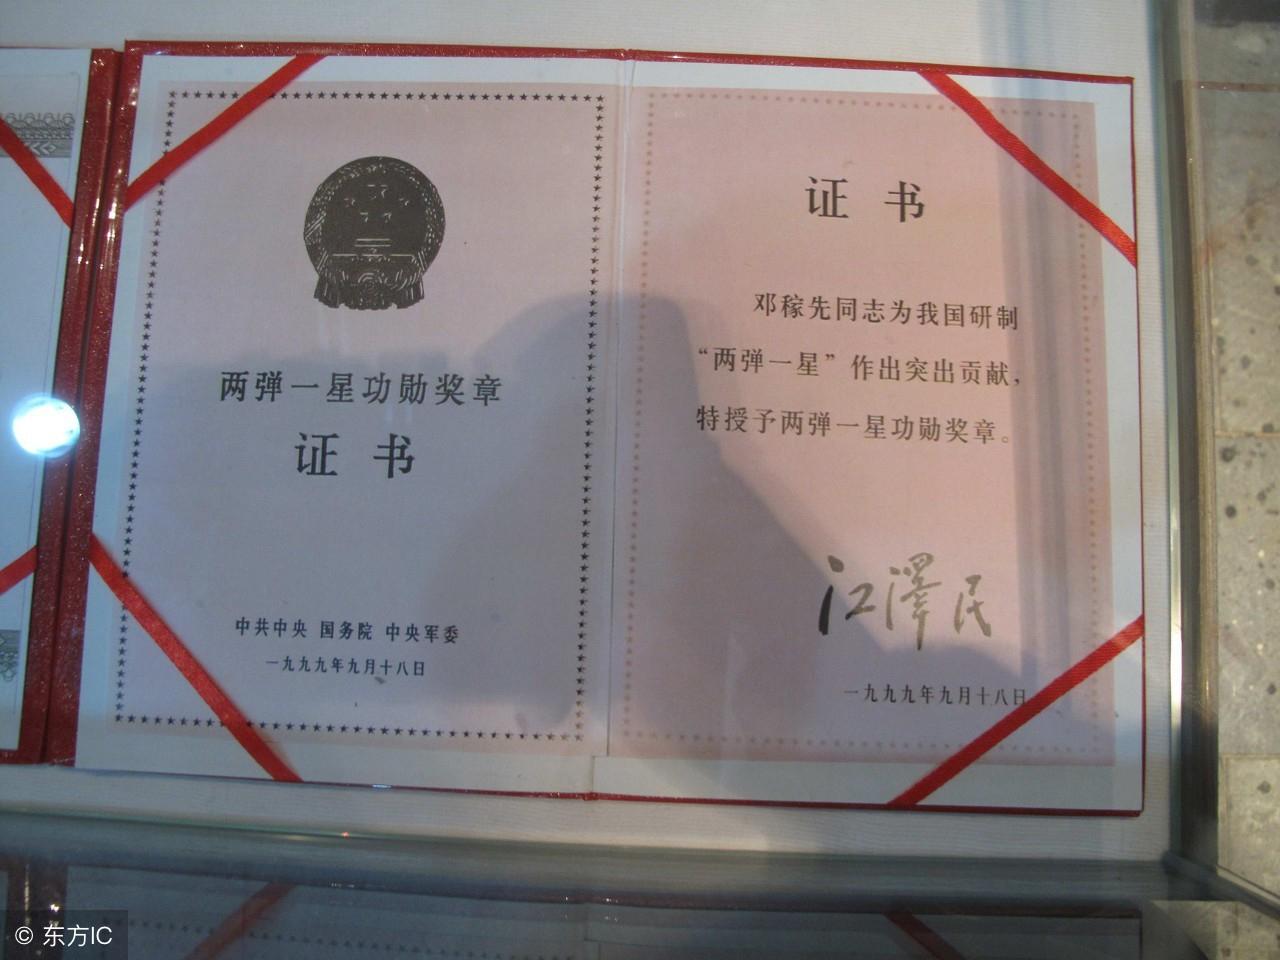 两弹一星功勋奖章
证书
中共中央 国务院 中央军委
一九九九年九月十八日
证书
邓稼先同志为我国研制
“两弹一星”作出突出贡献，
特授予两弹一星功勋奖章。
江澤民
一九九九年九月十八日
© 东方IC